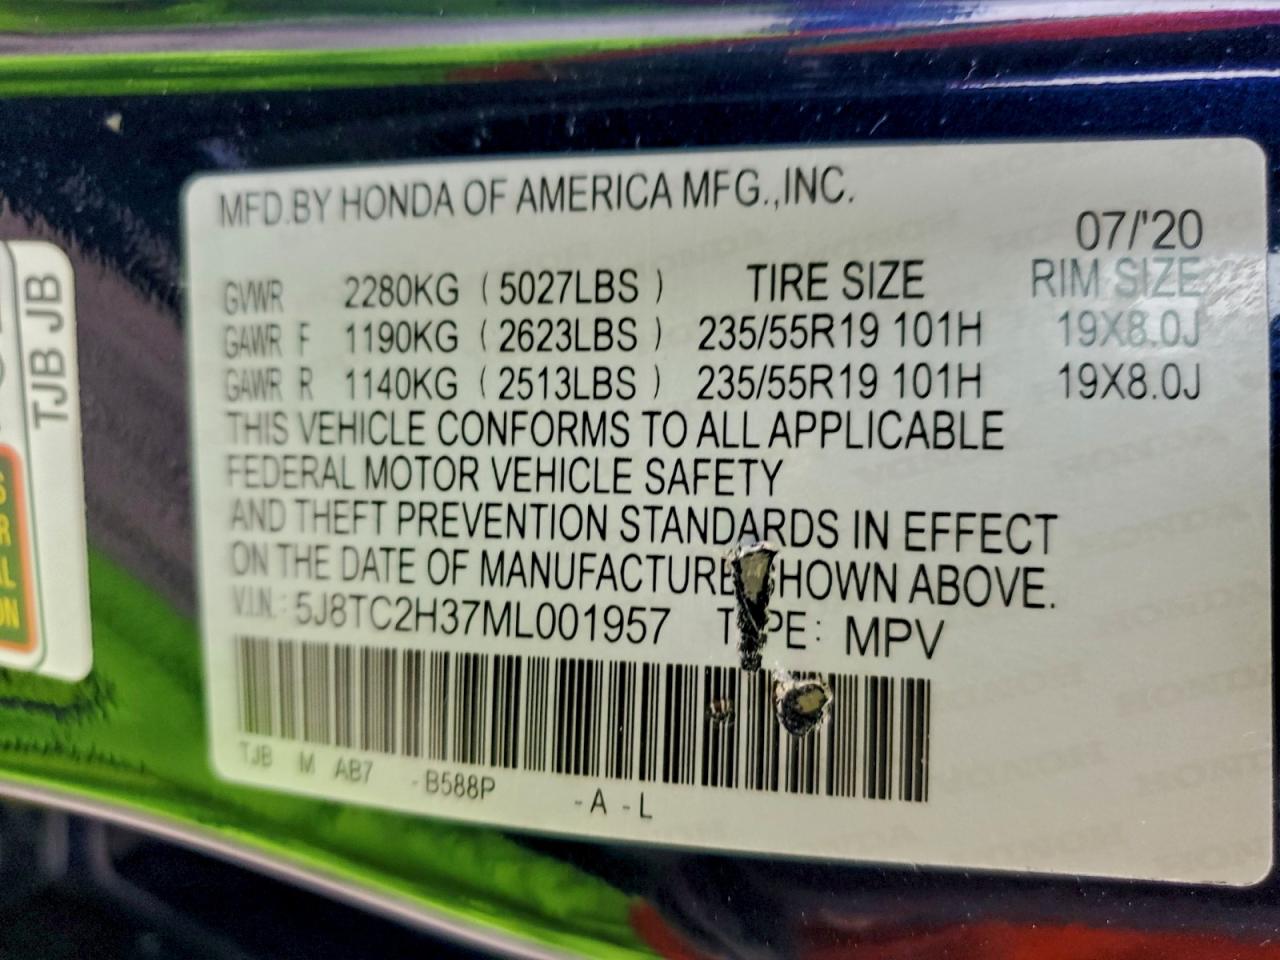 MFD.BY HONDA OF AMERICA MFG.,INC.
07/'20
GVWR 2280KG (5027LBS) TIRE SIZE RIM SIZE
GAWR F 1190KG (2623LBS) 235/55R19 101H 19X8.0J
GAWR R 1140KG (2513LBS) 235/55R19 101H 19X8.0J
THIS VEHICLE CONFORMS TO ALL APPLICABLE
FEDERAL MOTOR VEHICLE SAFETY
AND THEFT PREVENTION STANDARDS IN EFFECT
ON THE DATE OF MANUFACTURE SHOWN ABOVE.
V.I.N.: 5J8TC2H37ML001957 TYPE: MPV
TJB M AB7 -B588P -A -L
TJB JB